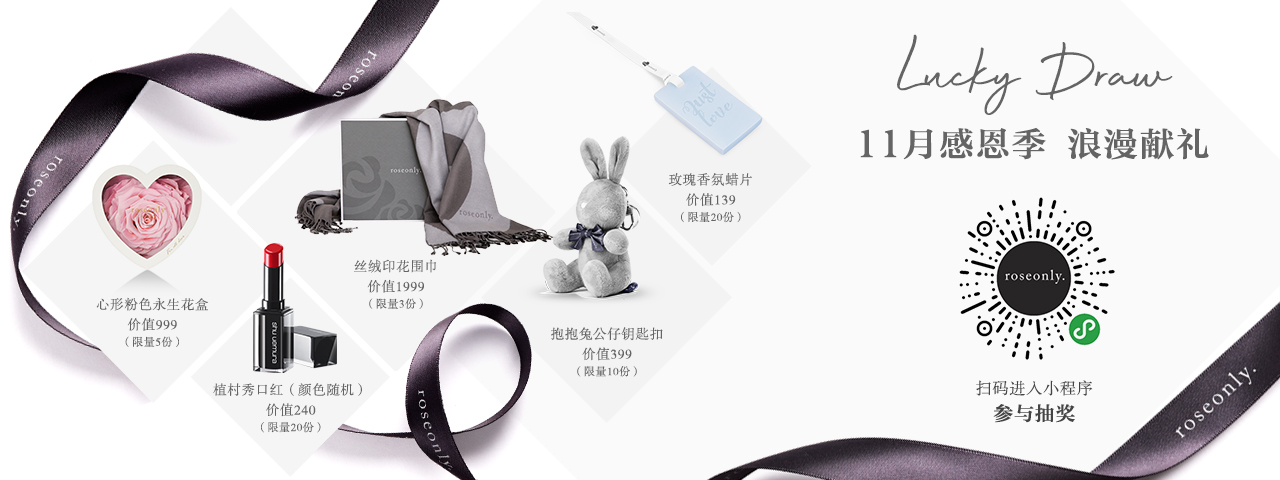 Lucky Draw
11月感恩季 浪漫献礼
roseonly.
扫码进入小程序
参与抽奖
心形粉色永生花盒
价值999
（限量5份）
shu uemura
植村秀口红（颜色随机）
价值240
（限量20份）
roseonly.
roseonly.
丝绒印花围巾
价值1999
（限量3份）
抱抱兔公仔钥匙扣
价值399
（限量10份）
Just
love
玫瑰香氛蜡片
价值139
（限量20份）
roseonly.
roseonly.
roseonly.
roseonly.